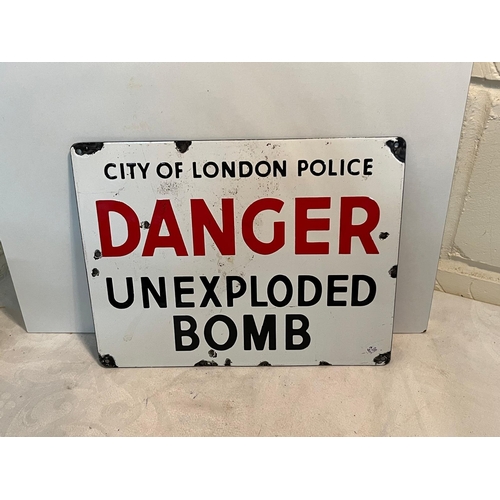 CITY OF LONDON POLICE
DANGER
UNEXPLODED
BOMB